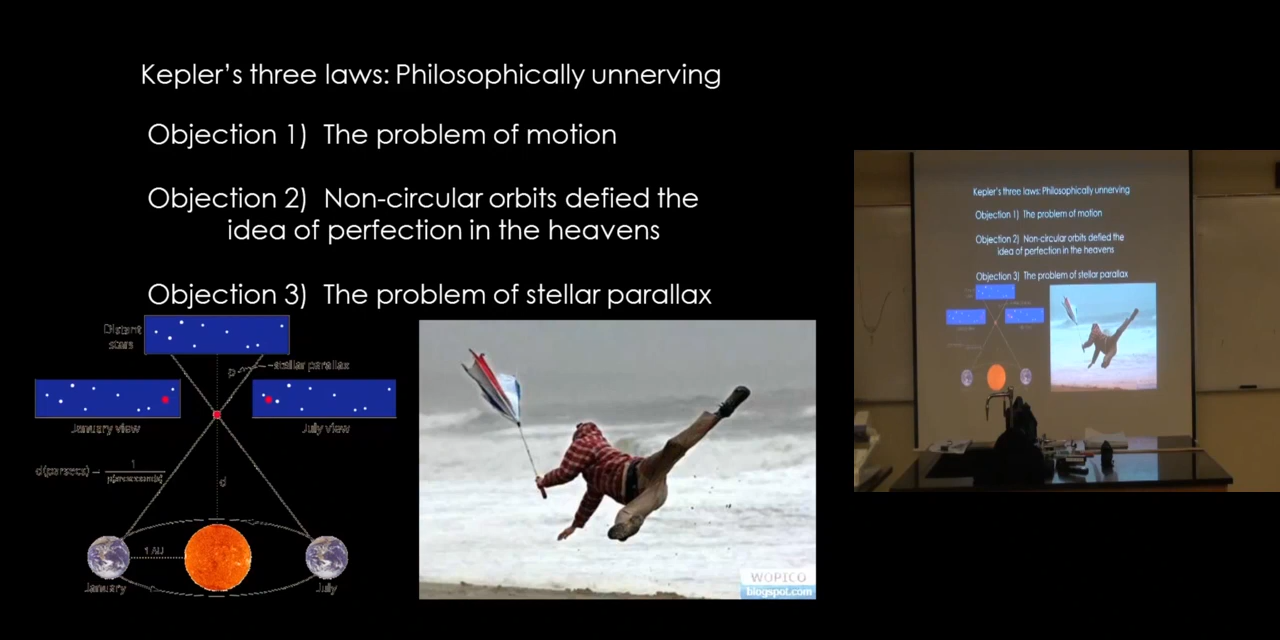 Kepler's three laws: Philosophically unnerving
Objection 1) The problem of motion
Objection 2) Non-circular orbits defied the
idea of perfection in the heavens
Objection 3) The problem of stellar parallax
Distant
stars
p
stellar parallax
January view
July view
d(parsecs) =
1
d
1 AU
January
July
WOPICO
blogspot.com
Kepler's three laws: Philosophically unnerving
Objection 1) The problem of motion
Objection 2) Non-circular orbits defied the
idea of perfection in the heavens
Objection 3) The problem of stellar parallax